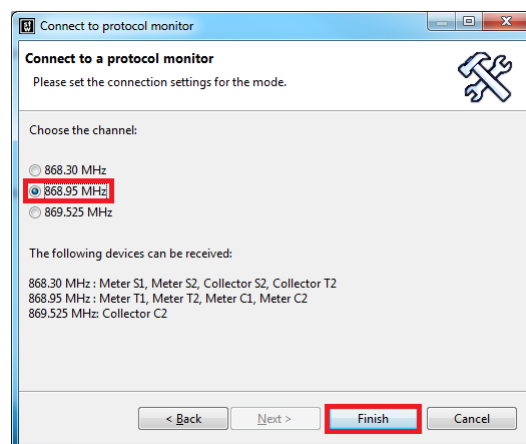 Connect to protocol monitor
Connect to a protocol monitor
Please set the connection settings for the mode.
Choose the channel:
868.30 MHz
868.95 MHz
869.525 MHz
The following devices can be received:
868.30 MHz : Meter S1, Meter S2, Collector S2, Collector T2
868.95 MHz : Meter T1, Meter T2, Meter C1, Meter C2
869.525 MHz: Collector C2
< Back Next > Finish Cancel